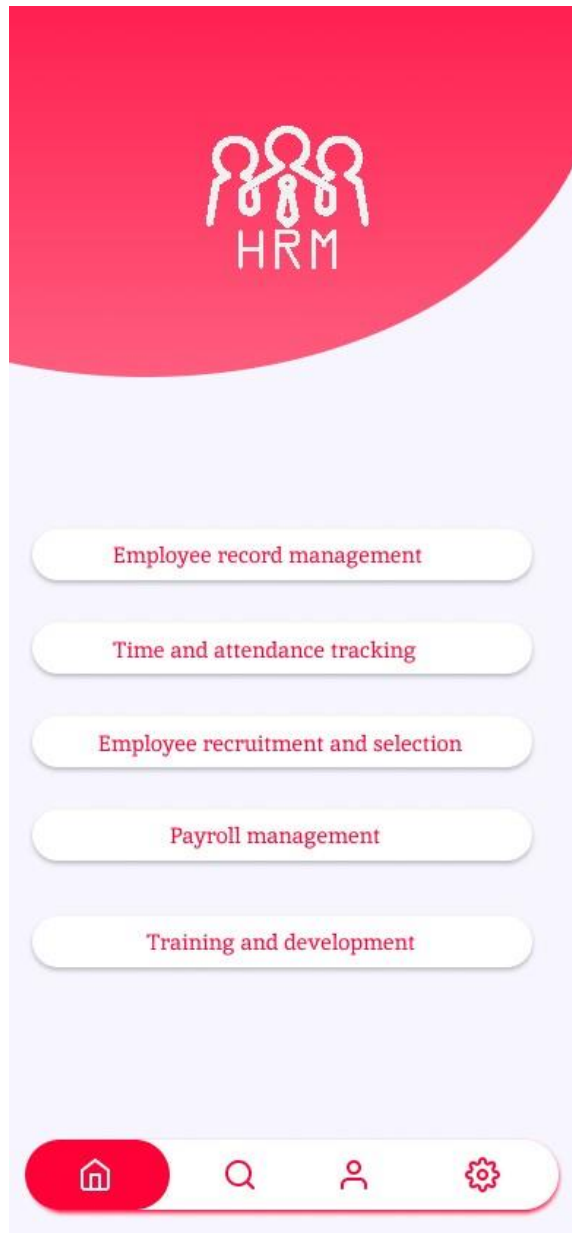 HRM
Employee record management
Time and attendance tracking
Employee recruitment and selection
Payroll management
Training and development